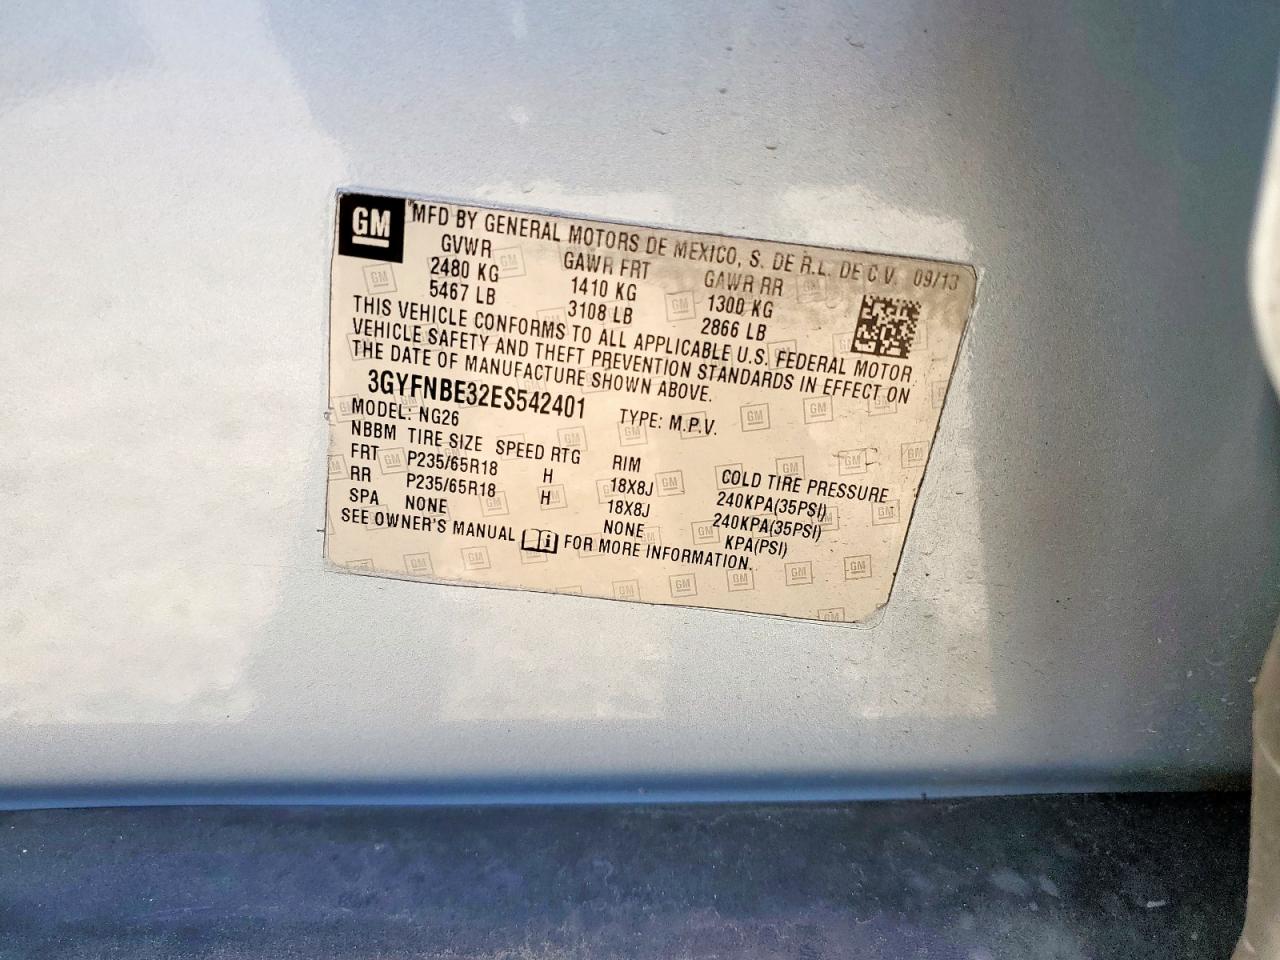 GM
MFD BY GENERAL MOTORS DE MEXICO, S. DE R.L. DE C.V. 09/13
GVWR GAWR FRT GAWR RR
2480 KG 1410 KG 1300 KG
5467 LB 3108 LB 2866 LB
THIS VEHICLE CONFORMS TO ALL APPLICABLE U.S. FEDERAL MOTOR
VEHICLE SAFETY AND THEFT PREVENTION STANDARDS IN EFFECT ON
THE DATE OF MANUFACTURE SHOWN ABOVE.
3GYFNBE32ES542401 TYPE: M.P.V.
MODEL: NG26
NBBM TIRE SIZE SPEED RTG RIM COLD TIRE PRESSURE
FRT P235/65R18 H 18X8J 240KPA(35PSI)
RR P235/65R18 H 18X8J 240KPA(35PSI)
SPA NONE NONE KPA(PSI)
SEE OWNER'S MANUAL FOR MORE INFORMATION.